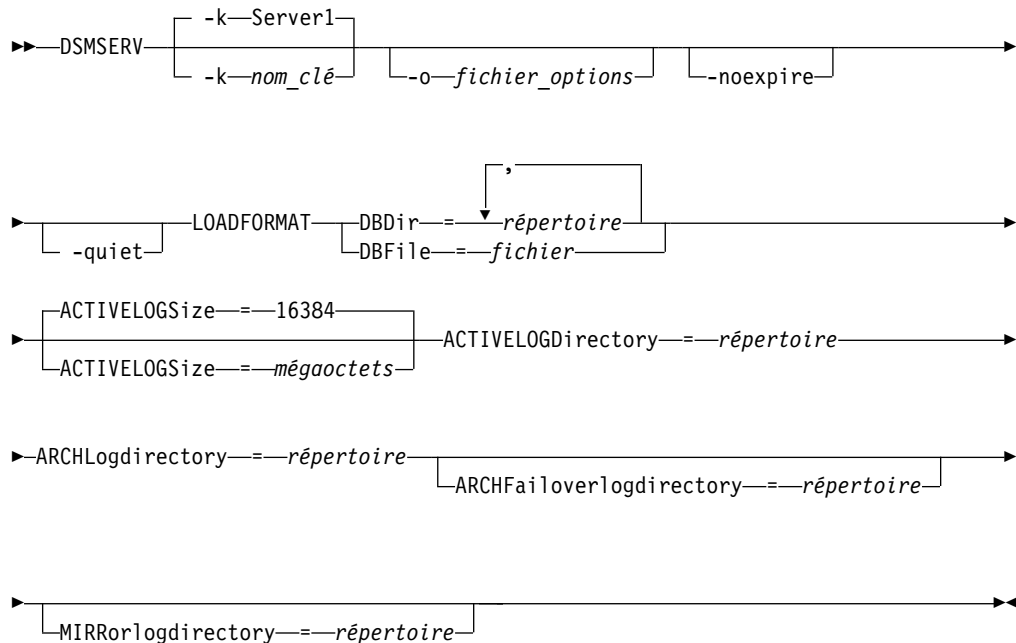 -k Server1
DSMSERV
-k nom_clé
-o fichier_options
-noexpire
,
LOADFORMAT DBDir = répertoire
-quiet
DBFile = fichier
ACTIVELOGSize = 16384
ACTIVELOGDirectory = répertoire
ACTIVELOGSize = mégaoctets
ARCHLogdirectory = répertoire
ARCHFailoverlogdirectory = répertoire
MIRRorlogdirectory = répertoire